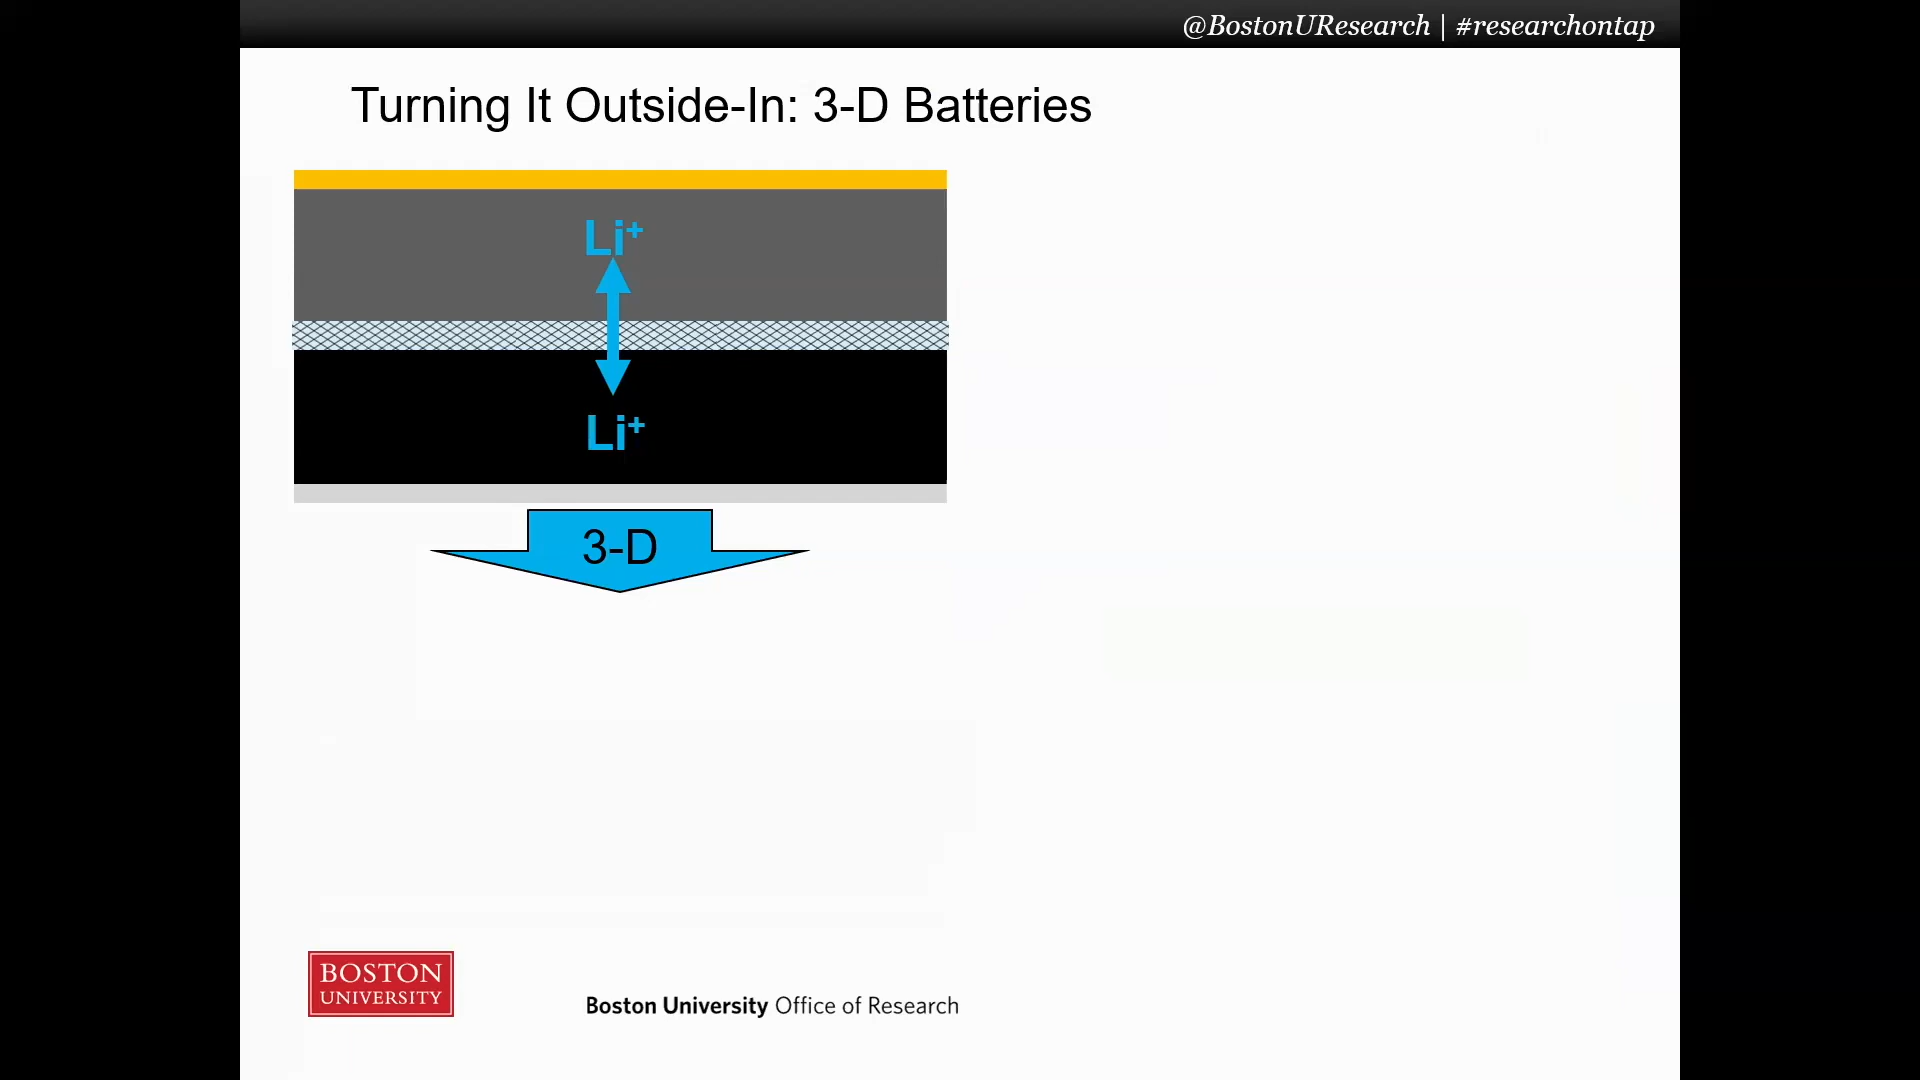 @BostonUResearch | #researchontap
Turning It Outside-In: 3-D Batteries
Li⁺
Li⁺
3-D
BOSTON
UNIVERSITY
Boston University Office of Research